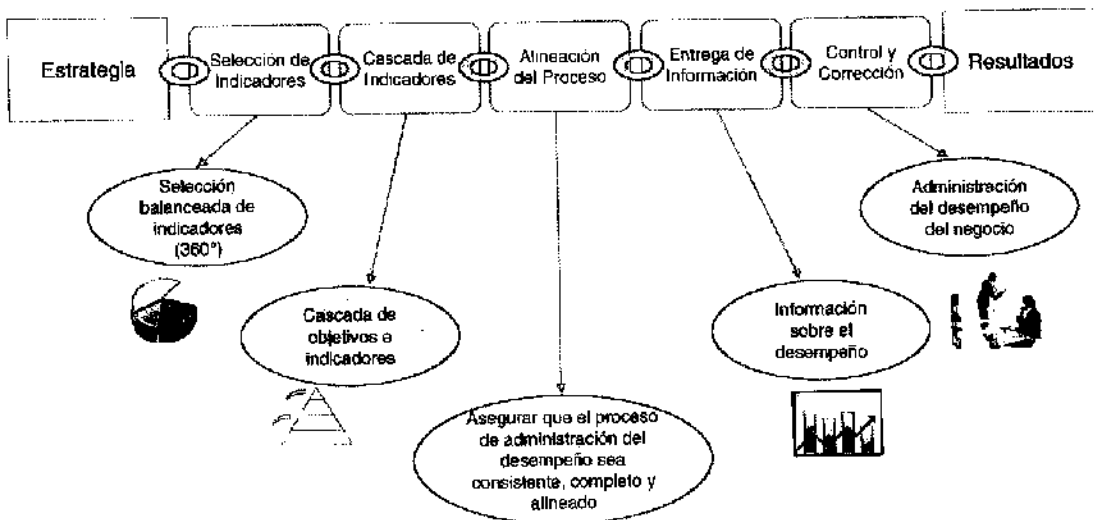 Estrategia
Selección de
Indicadores
Cascada de
Indicadores
Alineación
del Proceso
Entrega de
Información
Control y
Corrección
Resultados
Selección
balanceada de
indicadores
(360°)
Administración
del desempeño
del negocio
Cascada de
objetivos e
indicadores
Información
sobre el
desempeño
Asegurar que el proceso
de administración del
desempeño sea
consistente, completo y
alineado